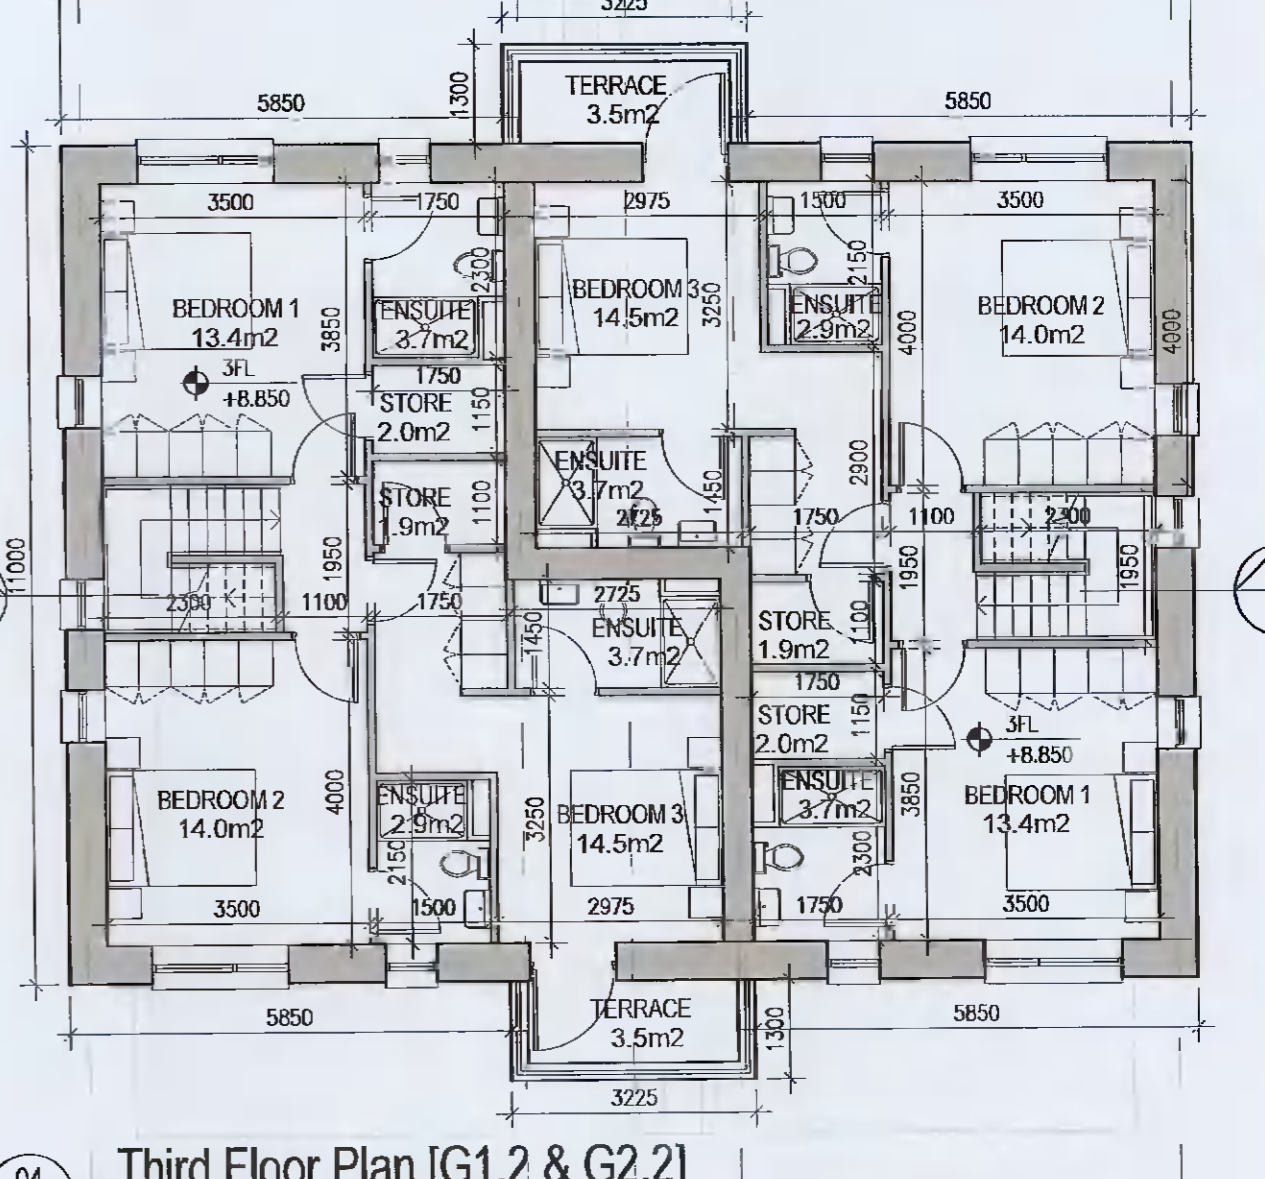 3225
TERRACE
3.5m2
1300
5850
5850
3500
1750
2975
1500
3500
2300
2150
BEDROOM 1
13.4m2
3850
ENSUITE
3.7m2
BEDROOM 3
14.5m2
3250
ENSUITE
2.9m2
4000
BEDROOM 2
14.0m2
4000
3FL
+8.850
1750
STORE
2.0m2
1150
ENSUITE
3.7m2
1450
2900
STORE
1.9m2
1100
2725
1750
1100
2300
11000
1950
1950
1950
2300
1100
1750
2725
1450
ENSUITE
3.7m2
STORE
1.9m2
1100
1750
STORE
2.0m2
1150
3FL
+8.850
BEDROOM 2
14.0m2
4000
ENSUITE
2.9m2
3250
BEDROOM 3
14.5m2
ENSUITE
3.7m2
3850
BEDROOM 1
13.4m2
2150
2300
3500
1500
2975
1750
3500
5850
TERRACE
3.5m2
1300
5850
3225
Third Floor Plan [G1.2 & G2.2]